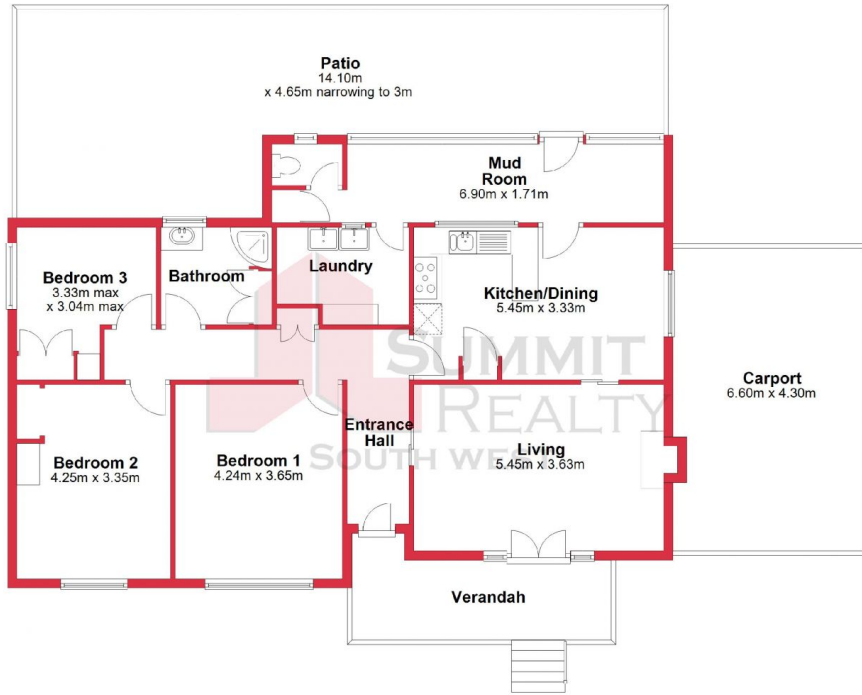 Patio
14.10m
x 4.65m narrowing to 3m
Mud
Room
6.90m x 1.71m
Bedroom 3
3.33m max
x 3.04m max
Bathroom
Laundry
Kitchen/Dining
5.45m x 3.33m
SUMMIT
REALTY
SOUTH WEST
Carport
6.60m x 4.30m
Entrance
Hall
Living
5.45m x 3.63m
Bedroom 2
4.25m x 3.35m
Bedroom 1
4.24m x 3.65m
Verandah